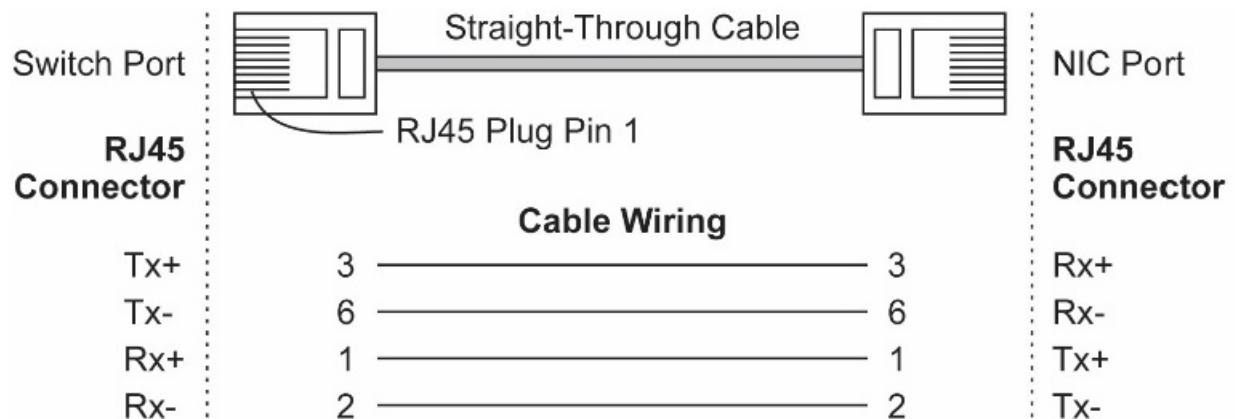 Straight-Through Cable
Switch Port
NIC Port
RJ45 Plug Pin 1
RJ45
Connector
RJ45
Connector
Cable Wiring
Tx+ 3 3 Rx+
Tx- 6 6 Rx-
Rx+ 1 1 Tx+
Rx- 2 2 Tx-